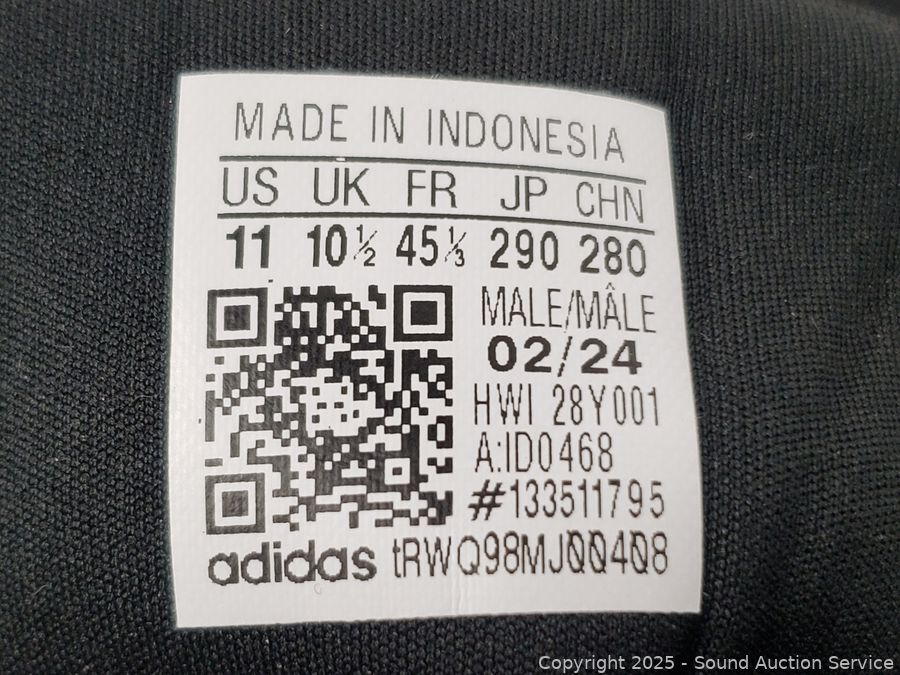 MADE IN INDONESIA
US UK FR JP CHN
11 10½ 45⅓ 290 280
MALE/MÂLE
02/24
HWI 28Y001
A:ID0468
#133511795
adidas tRWQ98MJ00408
Copyright 2025 - Sound Auction Service